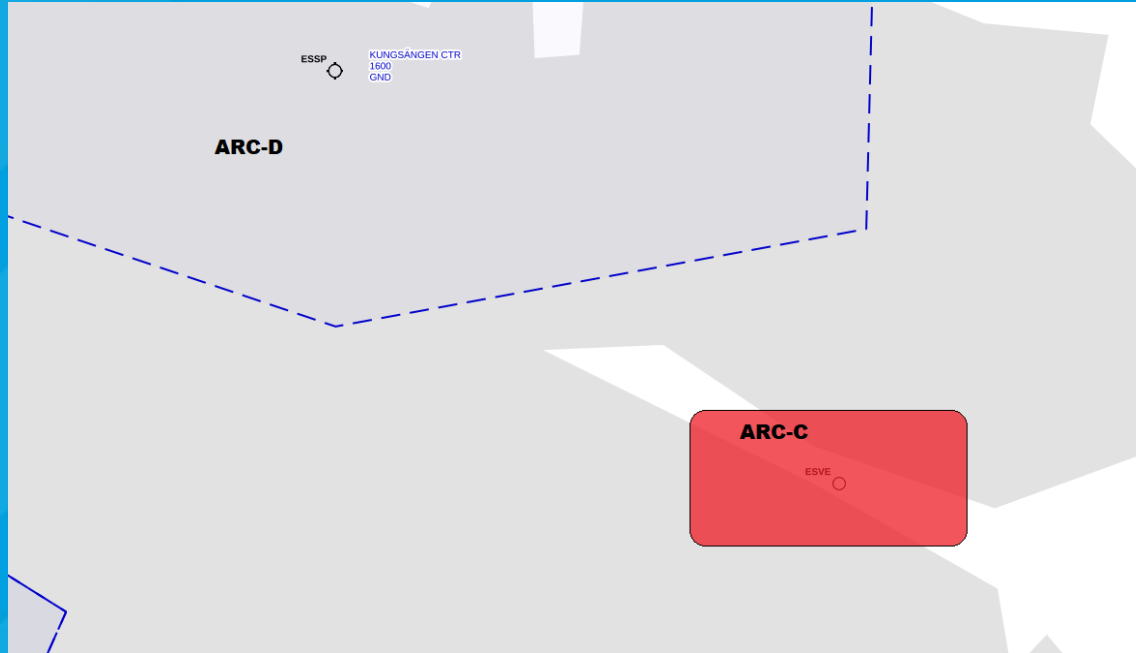 ESSP
KUNGSÄNGEN CTR
1600
GND
ARC-D
ARC-C
ESVE